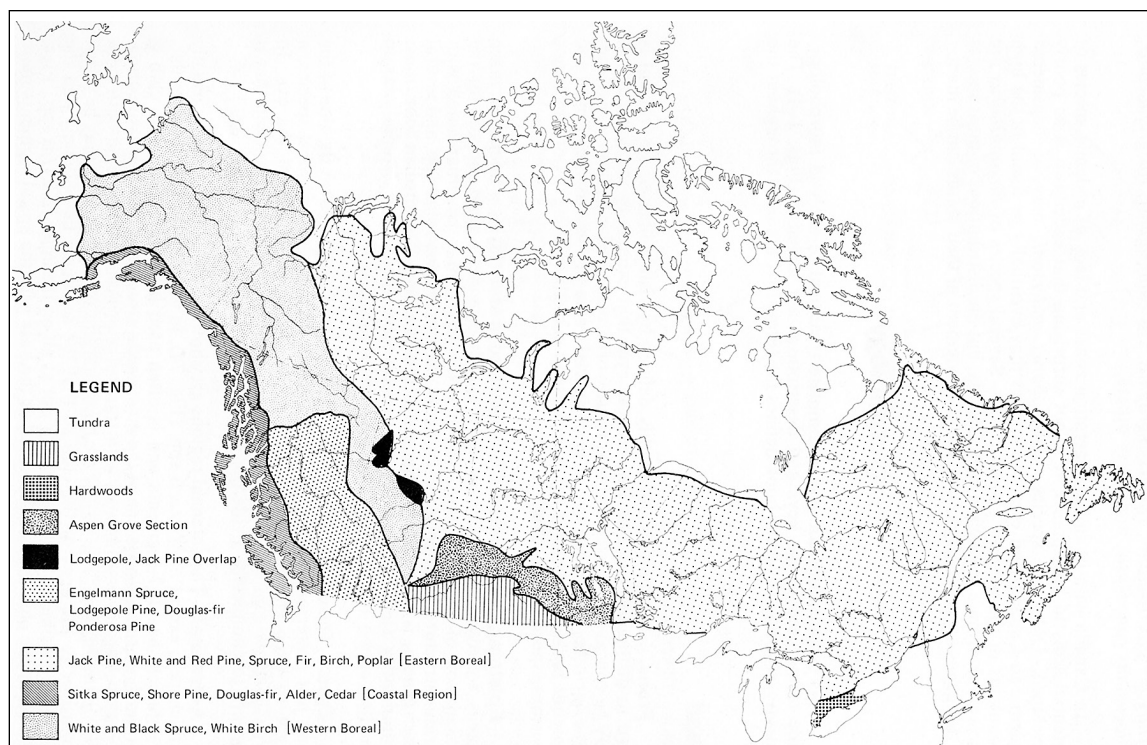 LEGEND
Tundra
Grasslands
Hardwoods
Aspen Grove Section
Lodgepole, Jack Pine Overlap
Engelmann Spruce,
Lodgepole Pine, Douglas-fir
Ponderosa Pine
Jack Pine, White and Red Pine, Spruce, Fir, Birch, Poplar [Eastern Boreal]
Sitka Spruce, Shore Pine, Douglas-fir, Alder, Cedar [Coastal Region]
White and Black Spruce, White Birch [Western Boreal]